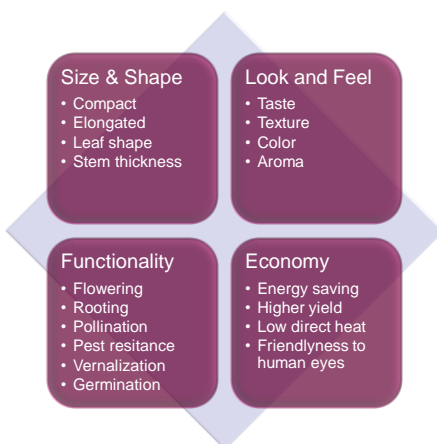 Size & Shape
• Compact
• Elongated
• Leaf shape
• Stem thickness
Look and Feel
• Taste
• Texture
• Color
• Aroma
Functionality
• Flowering
• Rooting
• Pollination
• Pest resitance
• Vernalization
• Germination
Economy
• Energy saving
• Higher yield
• Low direct heat
• Friendlyness to
human eyes